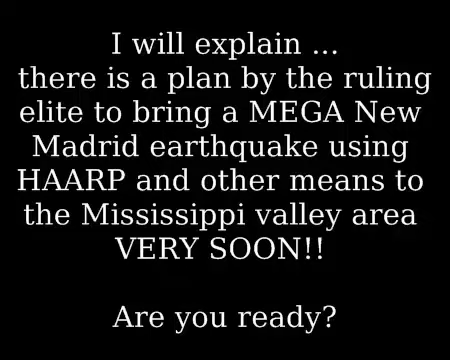 I will explain ...
there is a plan by the ruling
elite to bring a MEGA New
Madrid earthquake using
HAARP and other means to
the Mississippi valley area
VERY SOON!!
Are you ready?